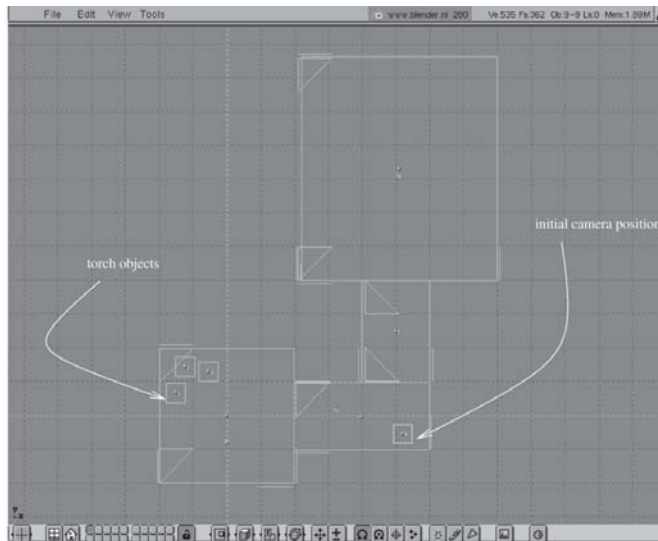 File Edit View Tools
www.blender.nl 200 Ve:535 Fa:362 Ob:9-9 La:0 Mem:1.89M
initial camera position
torch objects